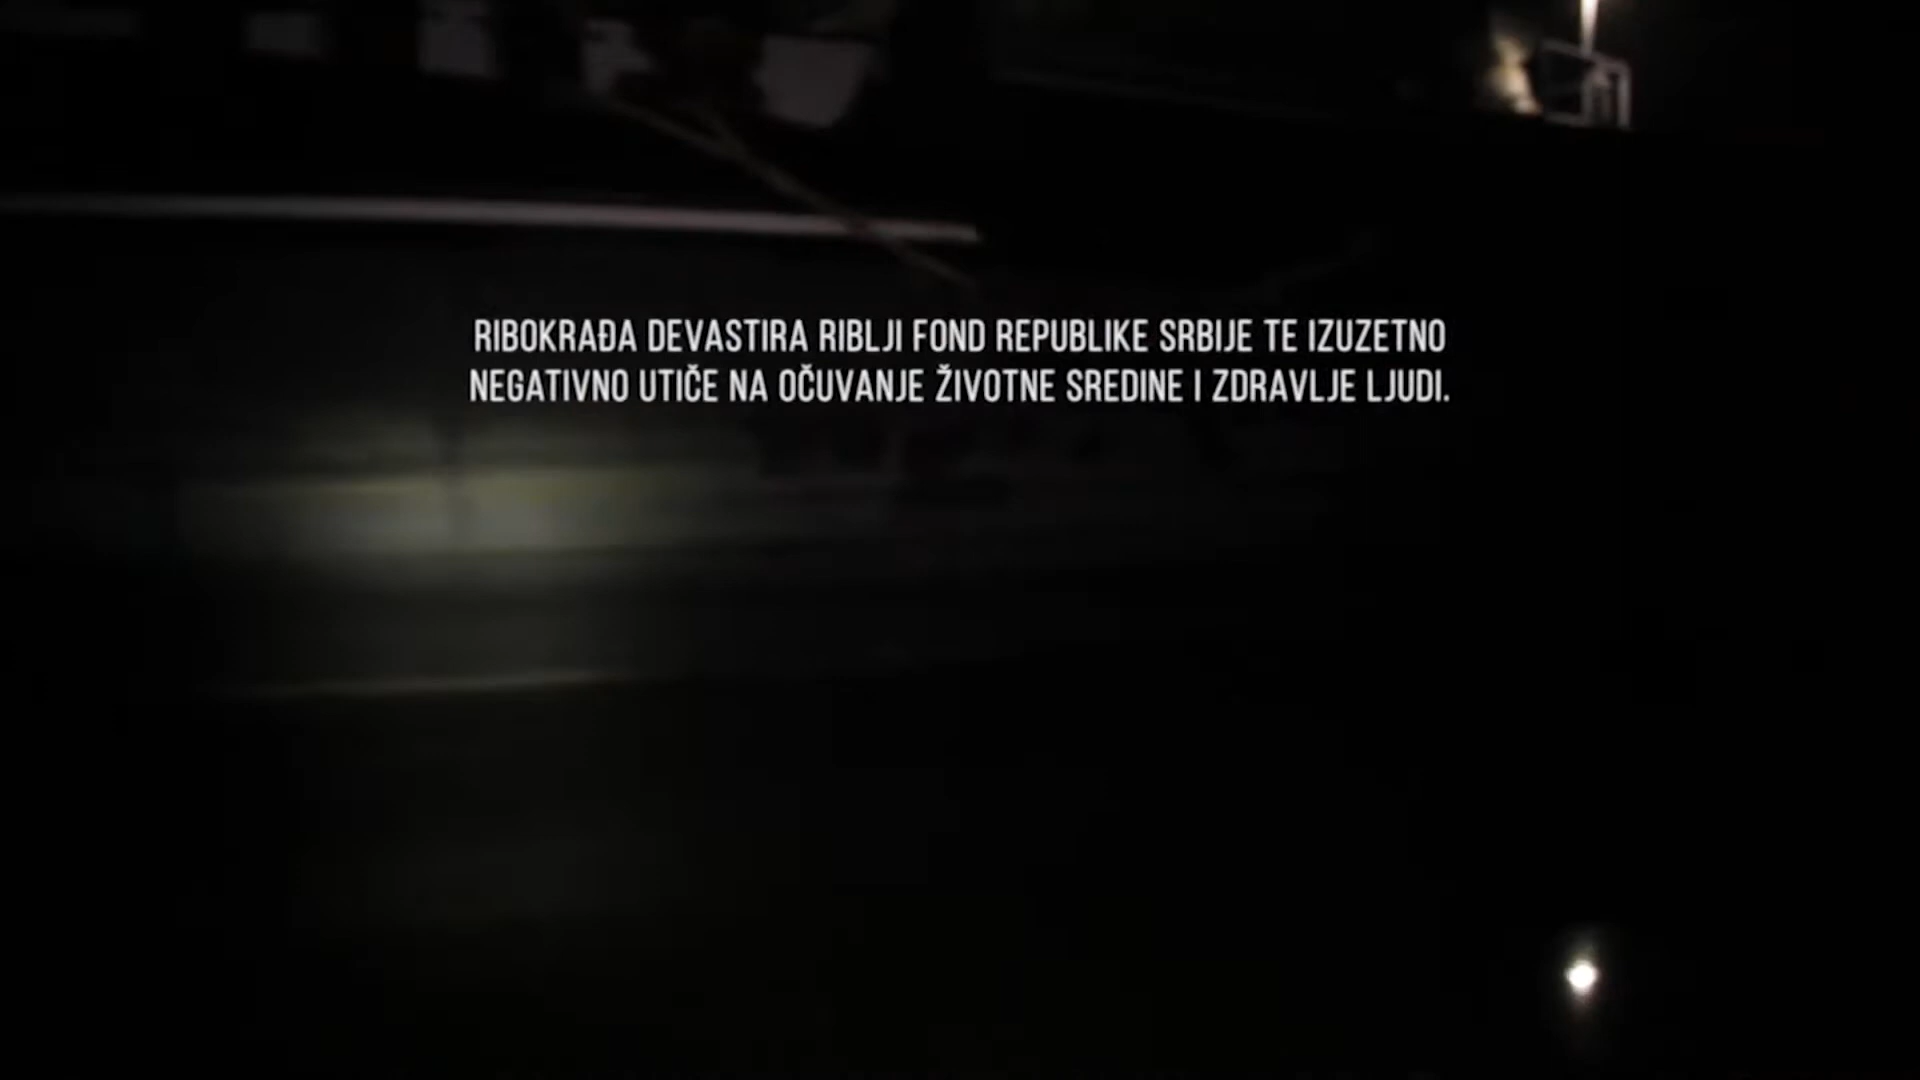 RIBOKRAĐA DEVASTIRA RIBLJI FOND REPUBLIKE SRBIJE TE IZUZETNO
NEGATIVNO UTIČE NA OČUVANJE ŽIVOTNE SREDINE I ZDRAVLJE LJUDI.